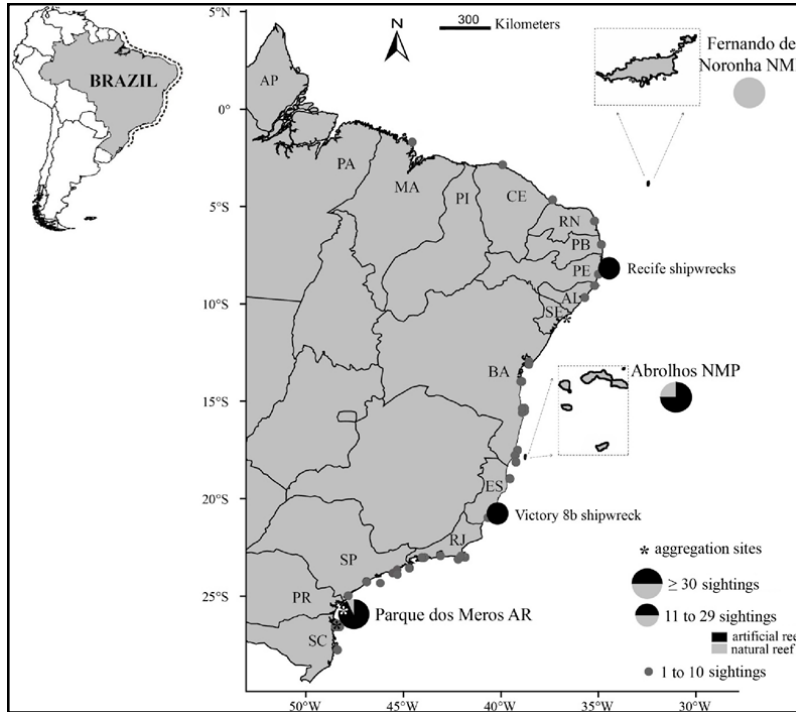 BRAZIL
N
300 Kilometers
Fernando de
Noronha NM
5°N
0°
5°S
10°S
15°S
20°S
25°S
AP
PA
MA
PI
CE
RN
PB
PE
AL
SE
BA
ES
RJ
SP
PR
SC
Recife shipwrecks
Abrolhos NMP
Victory 8b shipwreck
Parque dos Meros AR
* aggregation sites
≥ 30 sightings
11 to 29 sightings
artificial ree
natural reef
1 to 10 sightings
50°W 45°W 40°W 35°W 30°W